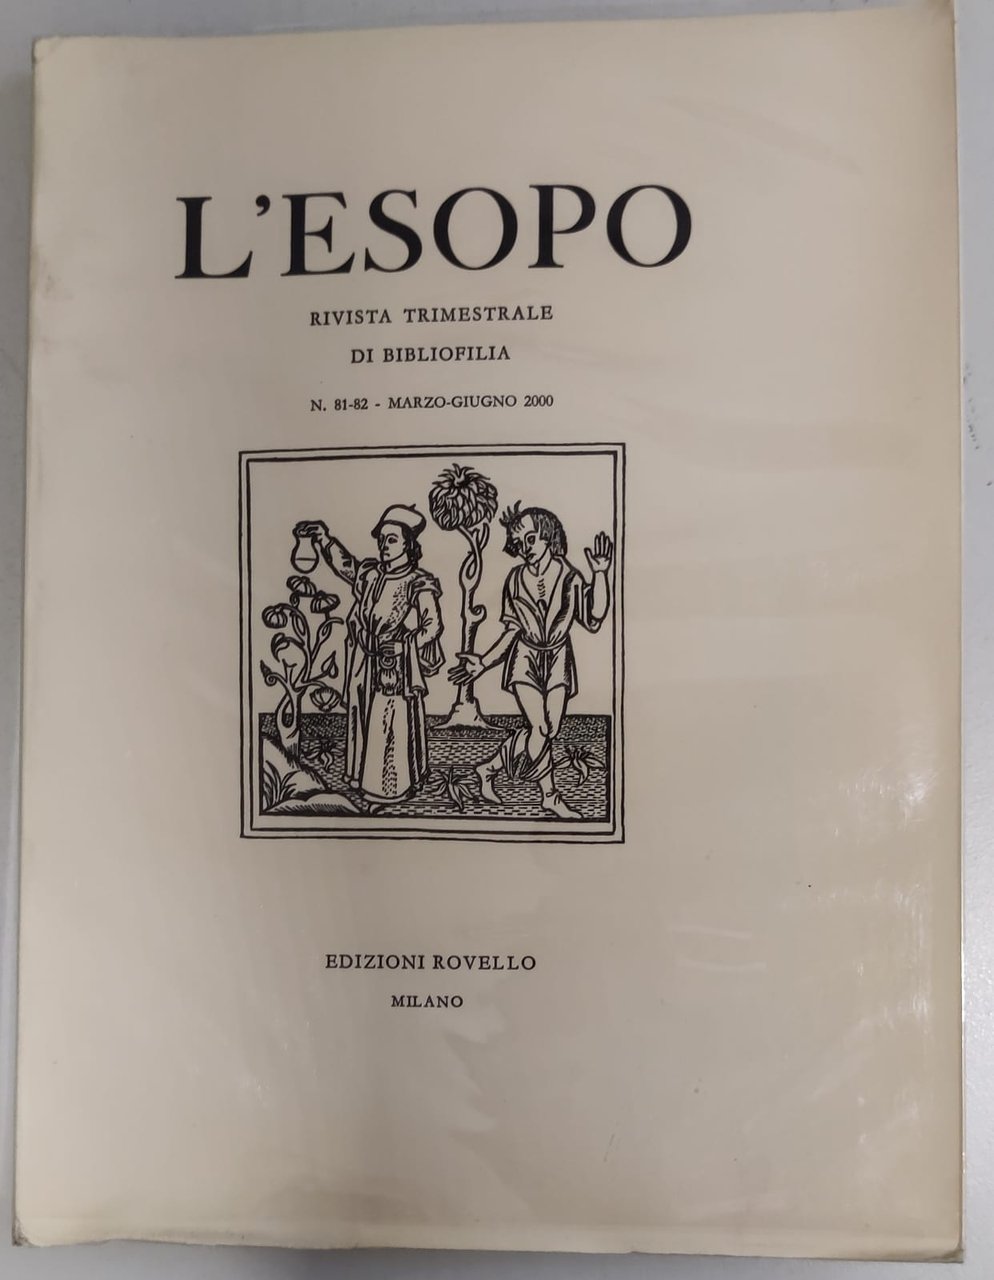 L'ESOPO
RIVISTA TRIMESTRALE
DI BIBLIOFILIA
N. 81-82 - MARZO-GIUGNO 2000
EDIZIONI ROVELLO
MILANO